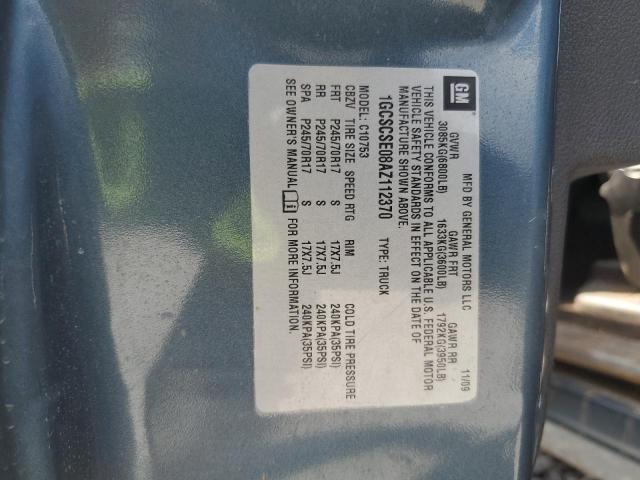 GM
MFD BY GENERAL MOTORS LLC 11/09
GVWR GAWR FRT GAWR RR
3085KG(6800LB) 1633KG(3600LB) 1792KG(3950LB)
THIS VEHICLE CONFORMS TO ALL APPLICABLE U.S. FEDERAL MOTOR
VEHICLE SAFETY STANDARDS IN EFFECT ON THE DATE OF
MANUFACTURE SHOWN ABOVE.
1GCSCSE08AZ112370 TYPE: TRUCK
MODEL: C10753
CBZV TIRE SIZE SPEED RTG RIM COLD TIRE PRESSURE
FRT P245/70R17 S 17X7.5J 240KPA(35PSI)
RR P245/70R17 S 17X7.5J 240KPA(35PSI)
SPA P245/70R17 S 17X7.5J 240KPA(35PSI)
SEE OWNER'S MANUAL FOR MORE INFORMATION.